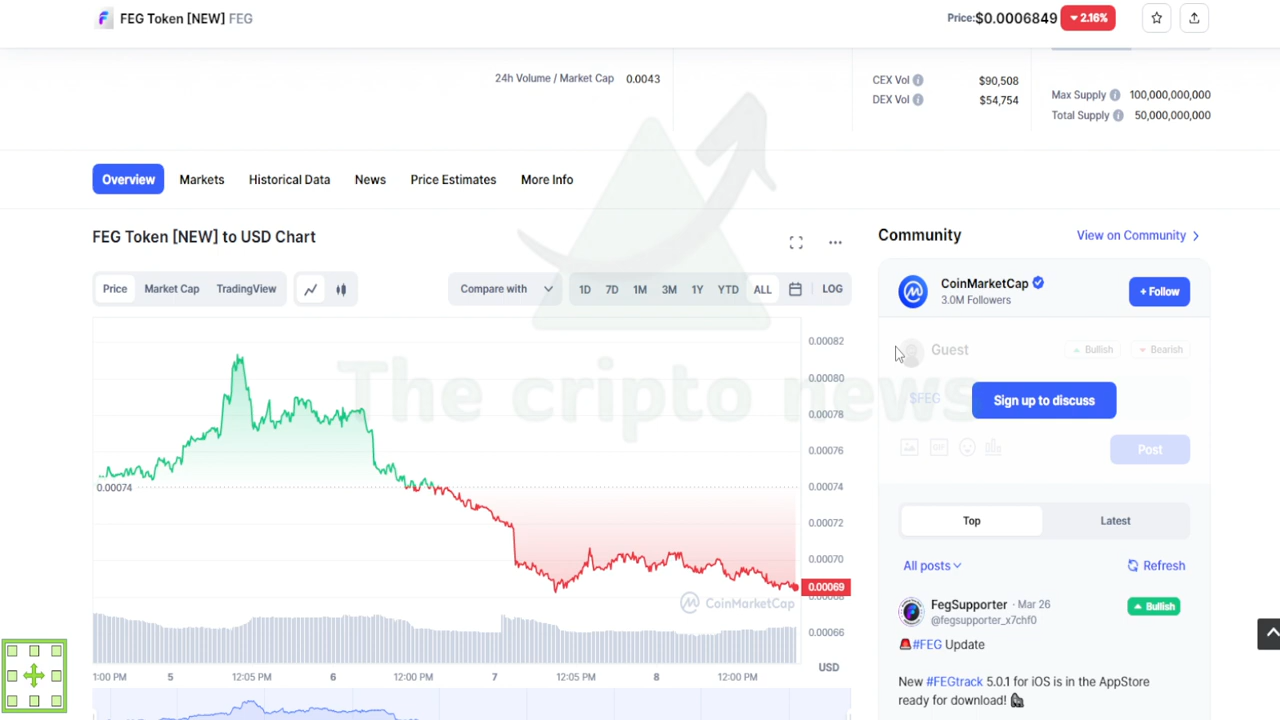 FEG Token [NEW] FEG
Price:$0.0006849 2.16%
24h Volume / Market Cap 0.0043
CEX Vol $90,508
DEX Vol $54,754
Max Supply 100,000,000,000
Total Supply 50,000,000,000
Overview Markets Historical Data News Price Estimates More Info
FEG Token [NEW] to USD Chart
Price Market Cap TradingView
Compare with 1D 7D 1M 3M 1Y YTD ALL LOG
0.00082
0.00080
0.00078
0.00076
0.00074
0.00072
0.00070
0.00069
0.00066
USD
0.00074
CoinMarketCap
1:00 PM 5 12:05 PM 6 12:00 PM 7 12:05 PM 8 12:00 PM
The cripto news
Community View on Community
CoinMarketCap
3.0M Followers
+ Follow
Guest Bullish Bearish
$FEG
Sign up to discuss
GIF
Post
Top Latest
All posts Refresh
FegSupporter · Mar 26 Bullish
@fegsupporter_x7chf0
🚨#FEG Update
New #FEGtrack 5.0.1 for iOS is in the AppStore
ready for download! 🦍